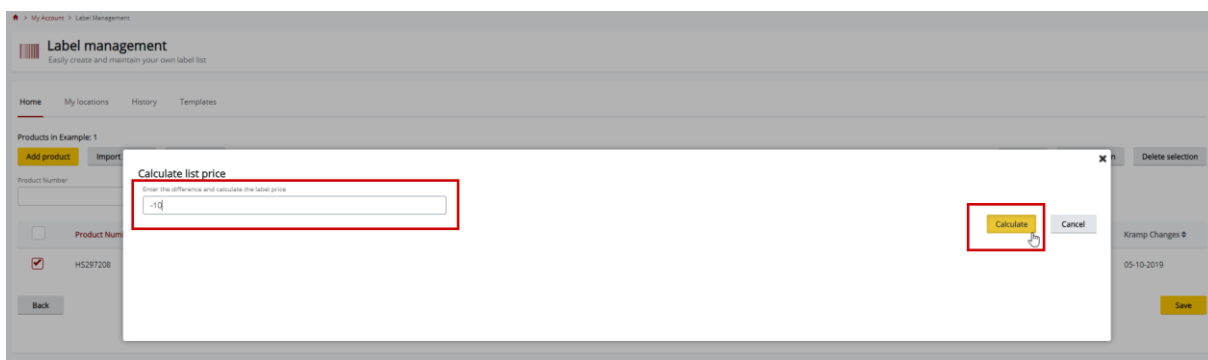 > My Account > Label Management
Label management
Easily create and maintain your own label list
Home My locations History Templates
Products in Example: 1
Add product Import Delete selection
Product Number
Calculate list price
Enter the difference and calculate the label price
-10
Calculate Cancel
Product Num Kramp Changes
HS297208 05-10-2019
Back Save